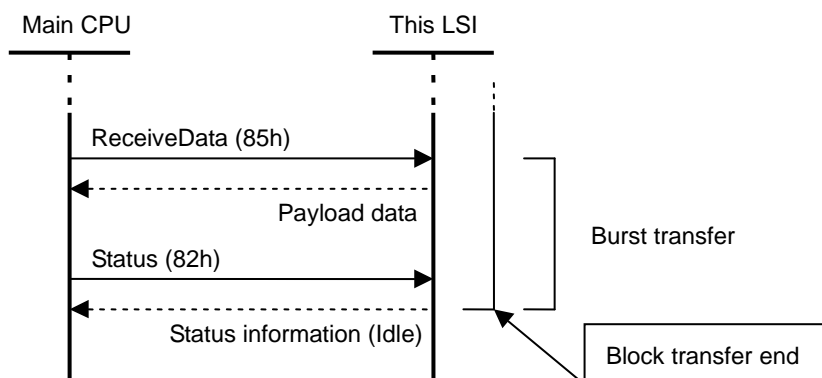 Main CPU
This LSI
ReceiveData (85h)
Payload data
Burst transfer
Status (82h)
Status information (Idle)
Block transfer end